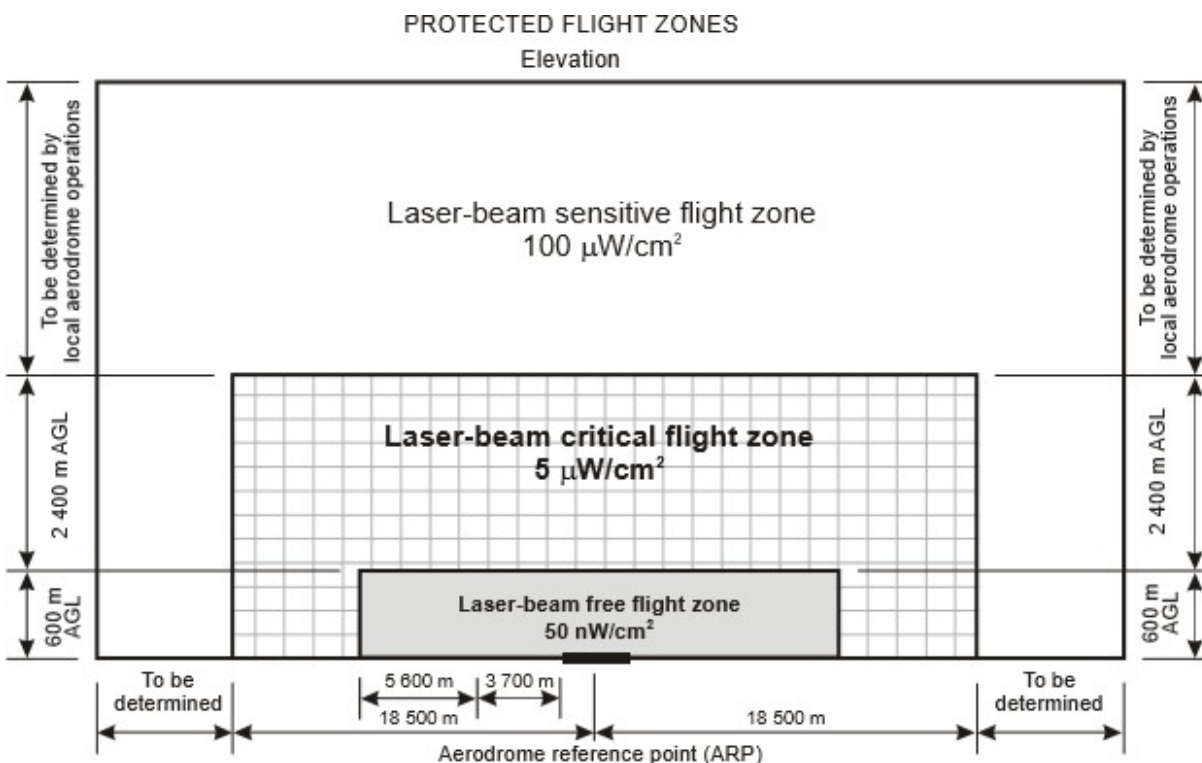 PROTECTED FLIGHT ZONES
Elevation
To be determined by
local aerodrome operations
To be determined by
local aerodrome operations
Laser-beam sensitive flight zone
100 μW/cm²
Laser-beam critical flight zone
5 μW/cm²
2 400 m AGL
2 400 m AGL
Laser-beam free flight zone
50 nW/cm²
600 m
AGL
600 m
AGL
To be
determined
5 600 m
3 700 m
To be
determined
18 500 m
18 500 m
Aerodrome reference point (ARP)